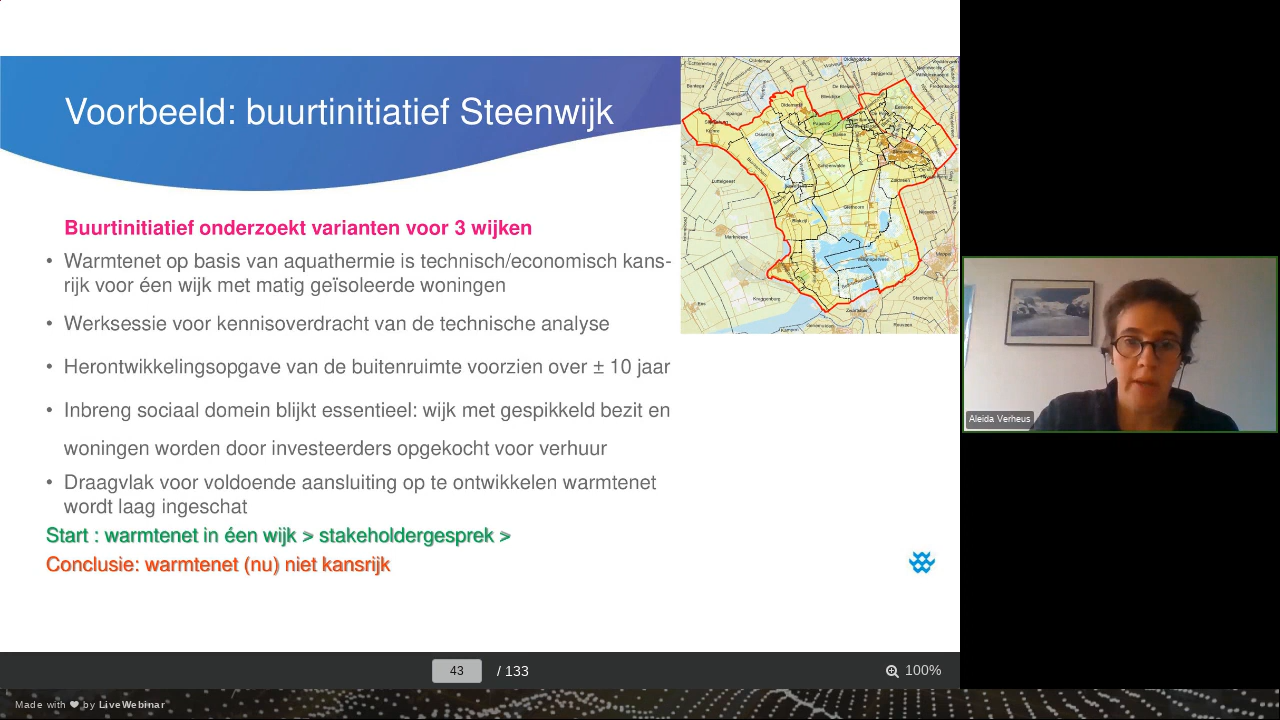 Voorbeeld: buurtinitiatief Steenwijk
Buurtinitiatief onderzoekt varianten voor 3 wijken
• Warmtenet op basis van aquathermie is technisch/economisch kans-
rijk voor éen wijk met matig geïsoleerde woningen
• Werksessie voor kennisoverdracht van de technische analyse
• Herontwikkelingsopgave van de buitenruimte voorzien over ± 10 jaar
• Inbreng sociaal domein blijkt essentieel: wijk met gespikkeld bezit en
woningen worden door investeerders opgekocht voor verhuur
• Draagvlak voor voldoende aansluiting op te ontwikkelen warmtenet
wordt laag ingeschat
Start : warmtenet in éen wijk > stakeholdergesprek >
Conclusie: warmtenet (nu) niet kansrijk
Aleida Verheus
43 / 133
100%
Made with ❤ by LiveWebinar